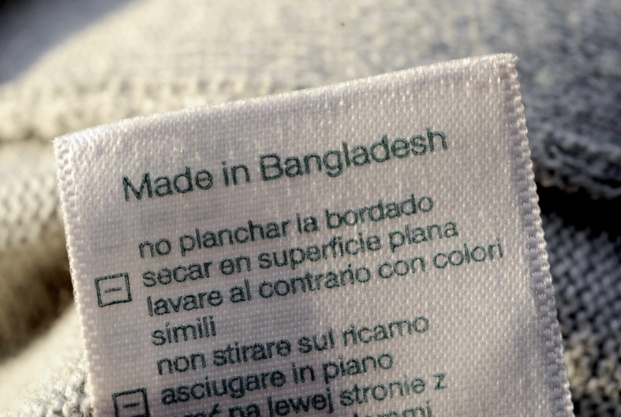 Made in Bangladesh
no planchar la bordado
secar en superficie plana
lavare al contrario con colori
simili
non stirare sul ricamo
asciugare in piano
na lewej stronie z